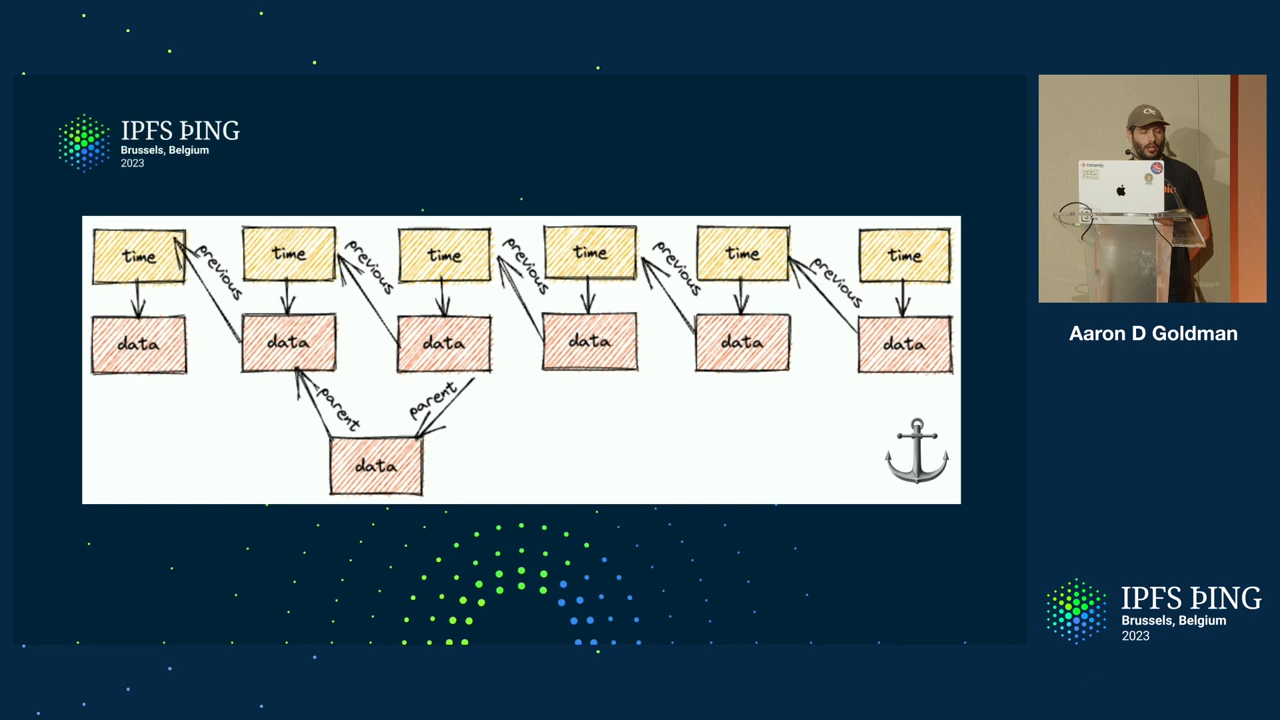 IPFS ÞING
Brussels, Belgium
2023
time
time
time
time
time
time
previous
previous
previous
previous
previous
data
data
data
data
data
data
parent
parent
data
Aaron D Goldman
IPFS ÞING
Brussels, Belgium
2023